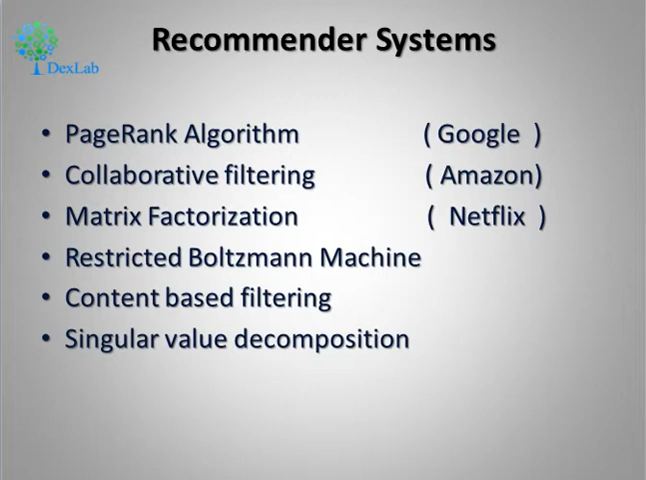 Recommender Systems
DexLab
• PageRank Algorithm ( Google )
• Collaborative filtering ( Amazon)
• Matrix Factorization ( Netflix )
• Restricted Boltzmann Machine
• Content based filtering
• Singular value decomposition